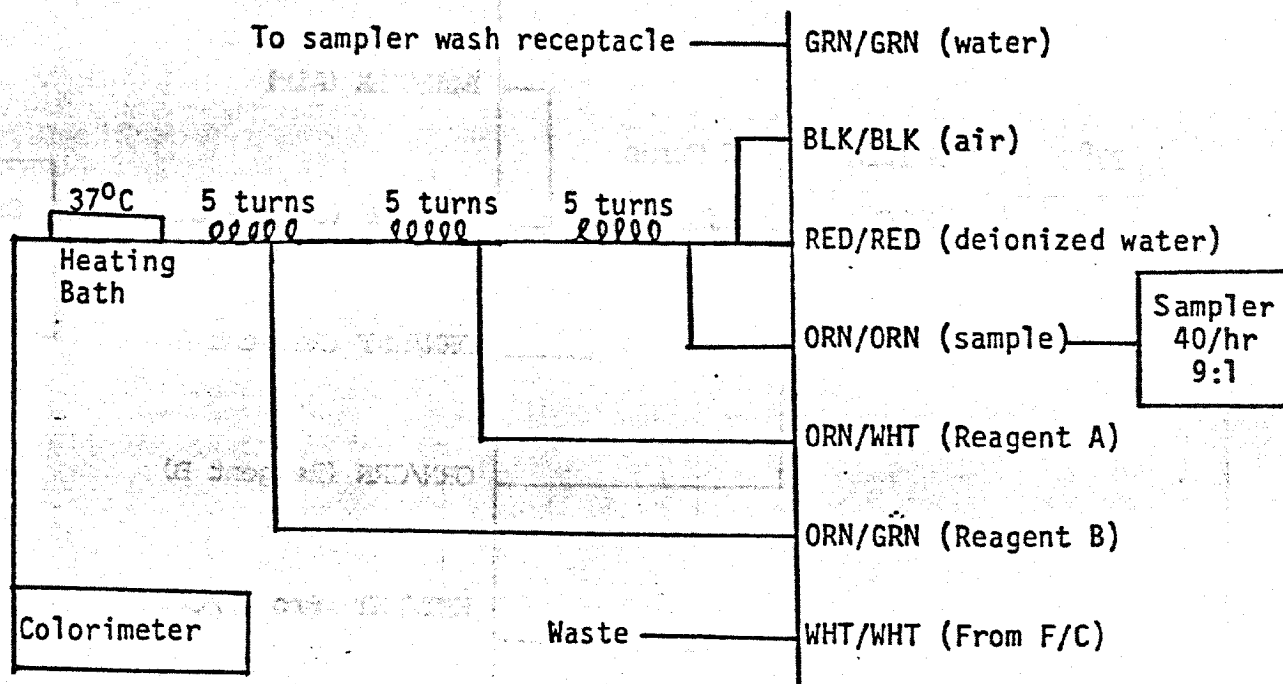 To sampler wash receptacle
GRN/GRN (water)
BLK/BLK (air)
37°C
5 turns
5 turns
5 turns
RED/RED (deionized water)
Heating
Bath
ORN/ORN (sample)
Sampler
40/hr
9:1
ORN/WHT (Reagent A)
ORN/GRN (Reagent B)
Colorimeter
Waste
WHT/WHT (From F/C)